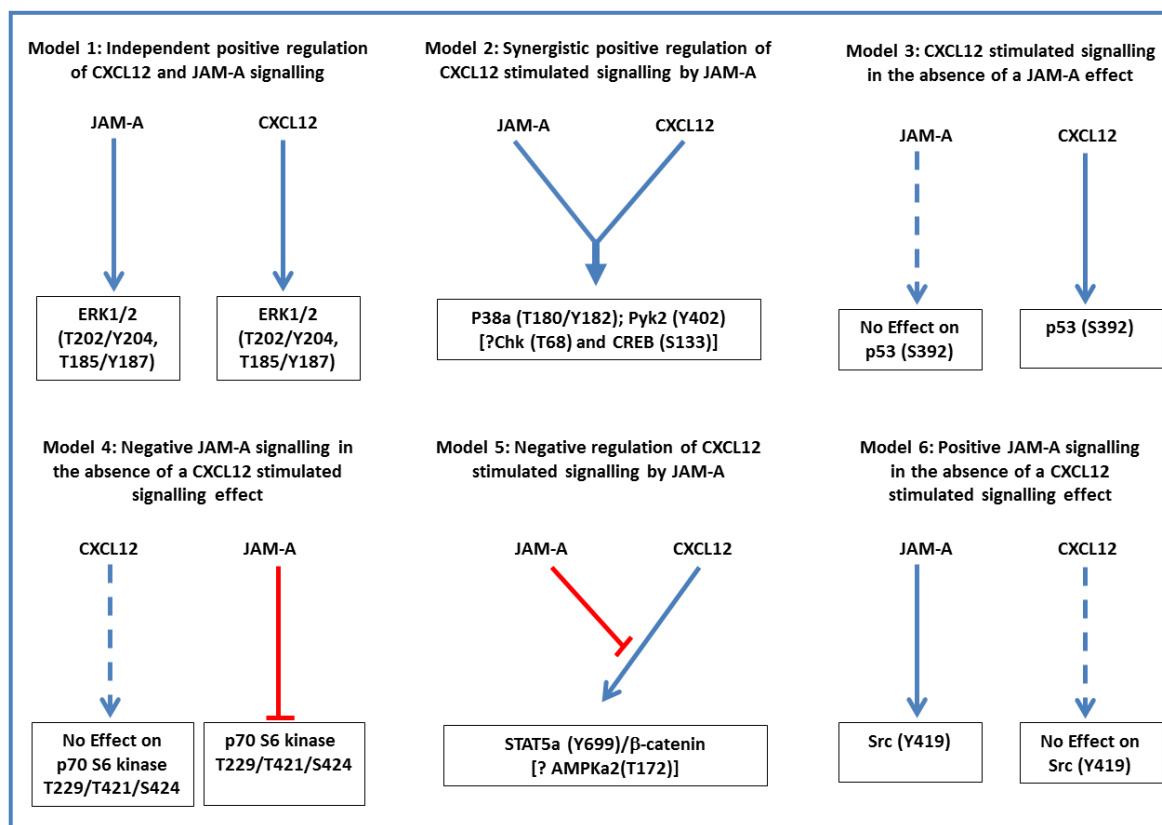 Model 1: Independent positive regulation
of CXCL12 and JAM-A signalling
JAM-A
CXCL12
ERK1/2
(T202/Y204,
T185/Y187)
ERK1/2
(T202/Y204,
T185/Y187)
Model 2: Synergistic positive regulation of
CXCL12 stimulated signalling by JAM-A
JAM-A
CXCL12
P38a (T180/Y182); Pyk2 (Y402)
[?Chk (T68) and CREB (S133)]
Model 3: CXCL12 stimulated signalling
in the absence of a JAM-A effect
JAM-A
CXCL12
No Effect on
p53 (S392)
p53 (S392)
Model 4: Negative JAM-A signalling in
the absence of a CXCL12 stimulated
signalling effect
CXCL12
JAM-A
No Effect on
p70 S6 kinase
T229/T421/S424
p70 S6 kinase
T229/T421/S424
Model 5: Negative regulation of CXCL12
stimulated signalling by JAM-A
JAM-A
CXCL12
STAT5a (Y699)/β-catenin
[? AMPKa2(T172)]
Model 6: Positive JAM-A signalling
in the absence of a CXCL12
stimulated signalling effect
JAM-A
CXCL12
Src (Y419)
No Effect on
Src (Y419)